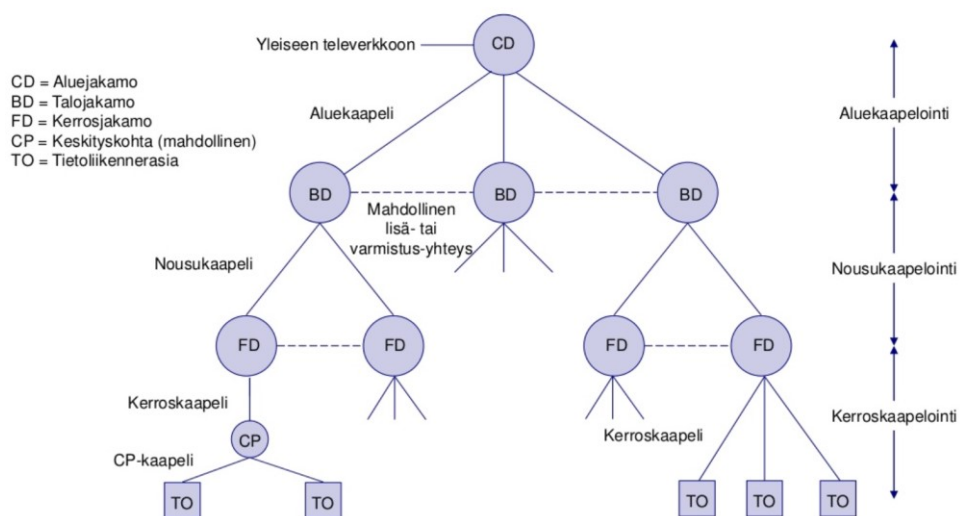 Yleiseen televerkkoon
CD
CD = Aluejakamo
BD = Talojakamo
FD = Kerrosjakamo
CP = Keskityskohta (mahdollinen)
TO = Tietoliikennerasia
Aluekaapeli
Aluekaapelointi
BD
BD
BD
Mahdollinen
lisä- tai
varmistus-yhteys
Nousukaapeli
Nousukaapelointi
FD
FD
FD
FD
Kerroskaapeli
Kerroskaapeli
Kerroskaapelointi
CP
CP-kaapeli
TO
TO
TO
TO
TO